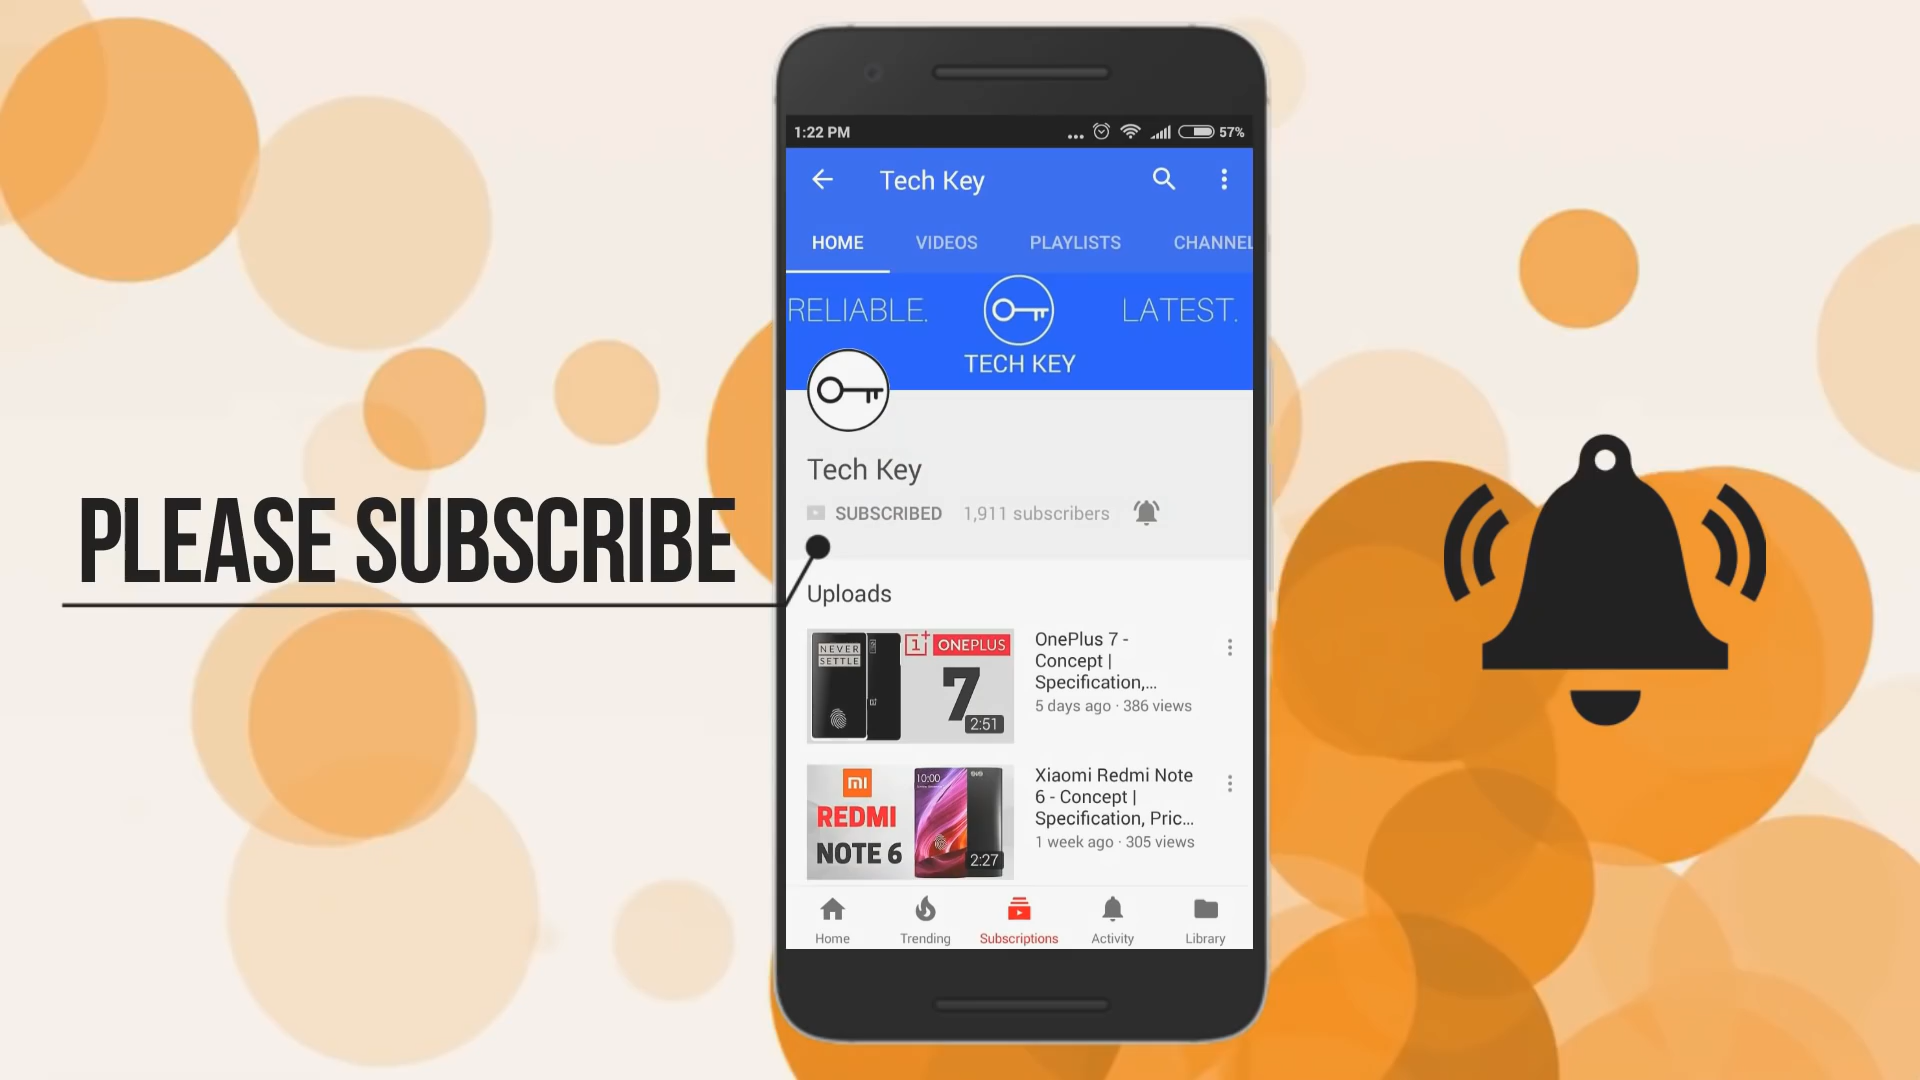 1:22 PM
57%
Tech Key
HOME VIDEOS PLAYLISTS CHANNEL
RELIABLE.
LATEST.
TECH KEY
Tech Key
SUBSCRIBED 1,911 subscribers
PLEASE SUBSCRIBE
Uploads
NEVER
SETTLE
1+ ONEPLUS
7
2:51
OnePlus 7 -
Concept |
Specification,...
5 days ago · 386 views
mi
REDMI
NOTE 6
10:00
2:27
Xiaomi Redmi Note
6 - Concept |
Specification, Pric...
1 week ago · 305 views
Home Trending Subscriptions Activity Library